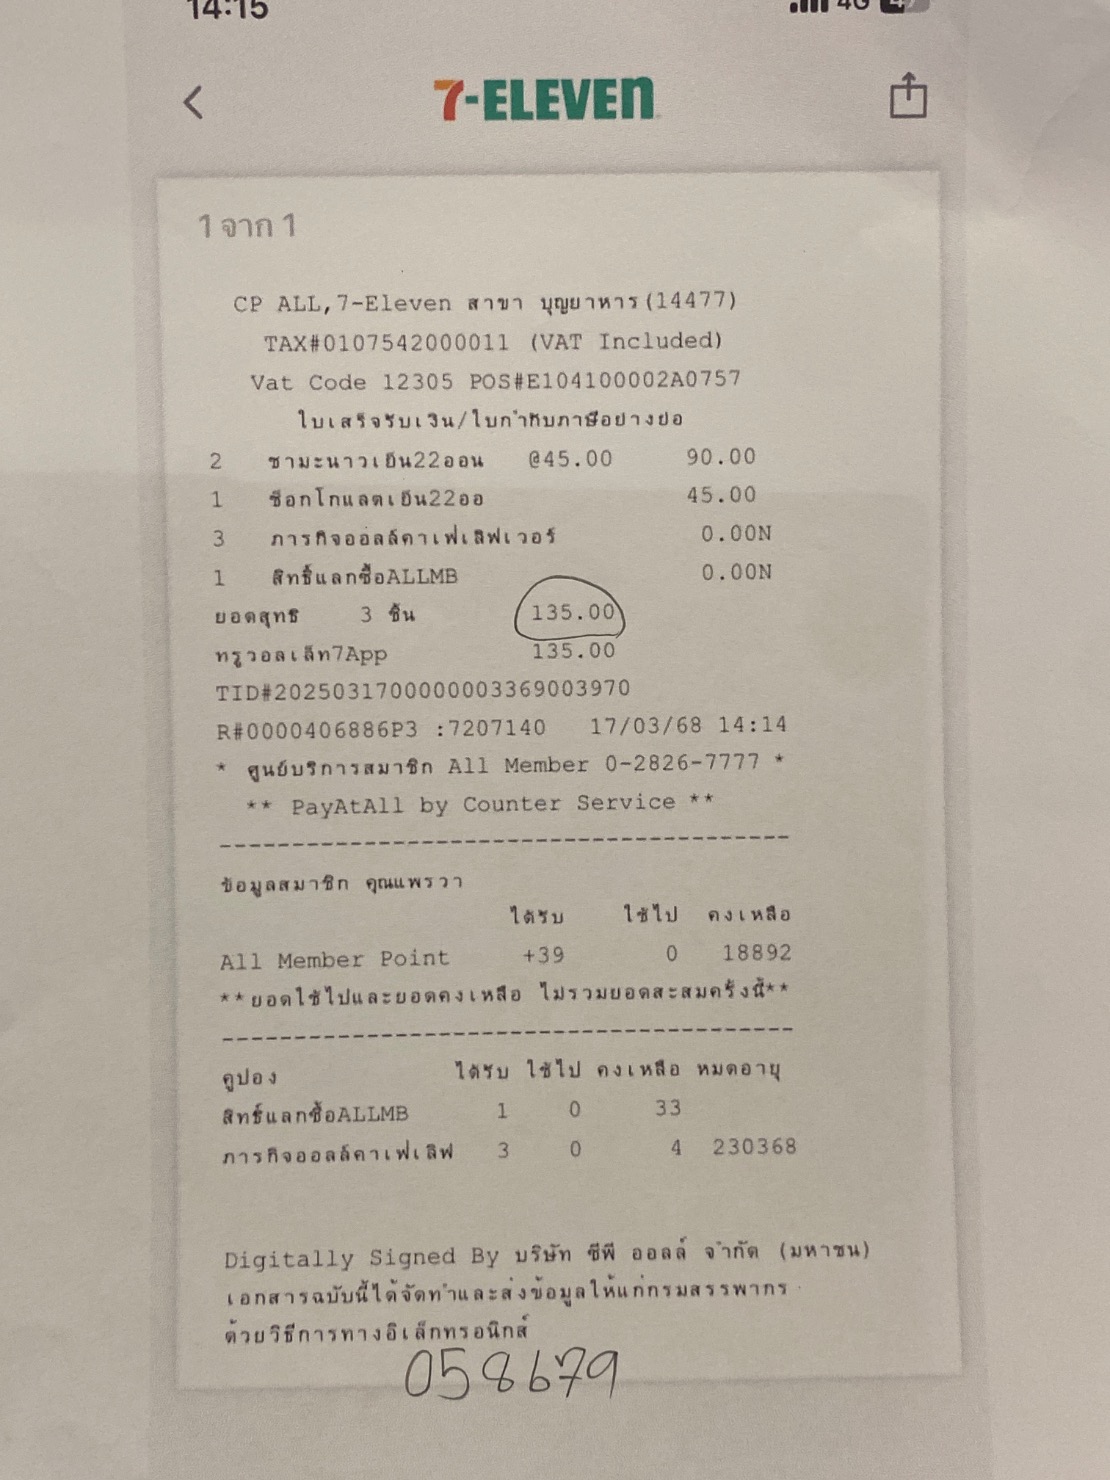 14:15 4G
7-ELEVEn
1 จาก 1
CP ALL,7-Eleven สาขา บุญยาหาร(14477)
TAX#0107542000011 (VAT Included)
Vat Code 12305 POS#E104100002A0757
ใบเสร็จรับเงิน/ใบกำกับภาษีอย่างย่อ
2 ชามะนาวเย็น22ออน @45.00 90.00
1 ช็อกโกแลตเย็น22ออ 45.00
3 ภารกิจออลล์คาเฟ่เลิฟเวอร์ 0.00N
1 สิทธิ์แลกซื้อALLMB 0.00N
ยอดสุทธิ 3 ชิ้น 135.00
ทรูวอลเล็ท7App 135.00
TID#2025031700000003369003970
R#0000406886P3 :7207140 17/03/68 14:14
* ศูนย์บริการสมาชิก All Member 0-2826-7777 *
** PayAtAll by Counter Service **
ข้อมูลสมาชิก คุณแพรวา
ได้รับ ใช้ไป คงเหลือ
All Member Point +39 0 18892
**ยอดใช้ไปและยอดคงเหลือ ไม่รวมยอดสะสมครั้งนี้**
คูปอง ได้รับ ใช้ไป คงเหลือ หมดอายุ
สิทธิ์แลกซื้อALLMB 1 0 33
ภารกิจออลล์คาเฟ่เลิฟ 3 0 4 230368
Digitally Signed By บริษัท ซีพี ออลล์ จำกัด (มหาชน)
เอกสารฉบับนี้ได้จัดทำและส่งข้อมูลให้แก่กรมสรรพากร
ด้วยวิธีการทางอิเล็กทรอนิกส์
058679